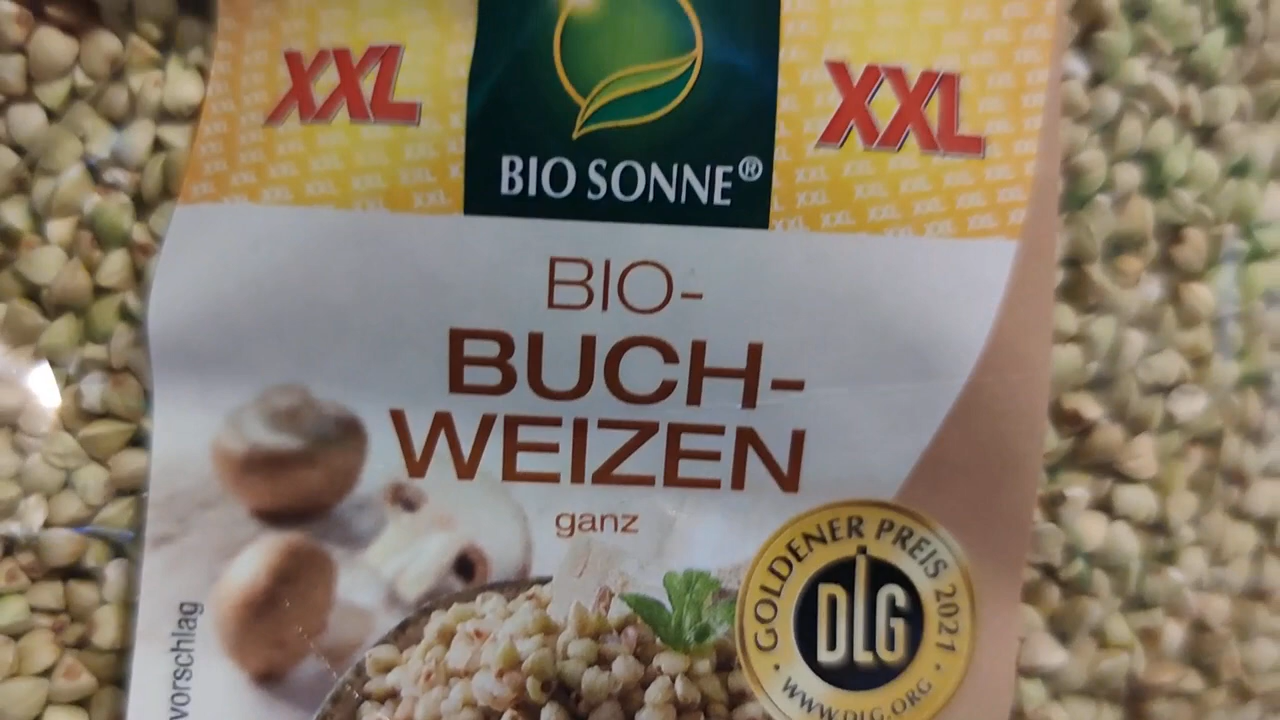 XXL
XXL
BIO SONNE®
BIO-
BUCH-
WEIZEN
ganz
GOLDENER PREIS 2021
DLG
WWW.DLG.ORG
vorschlag